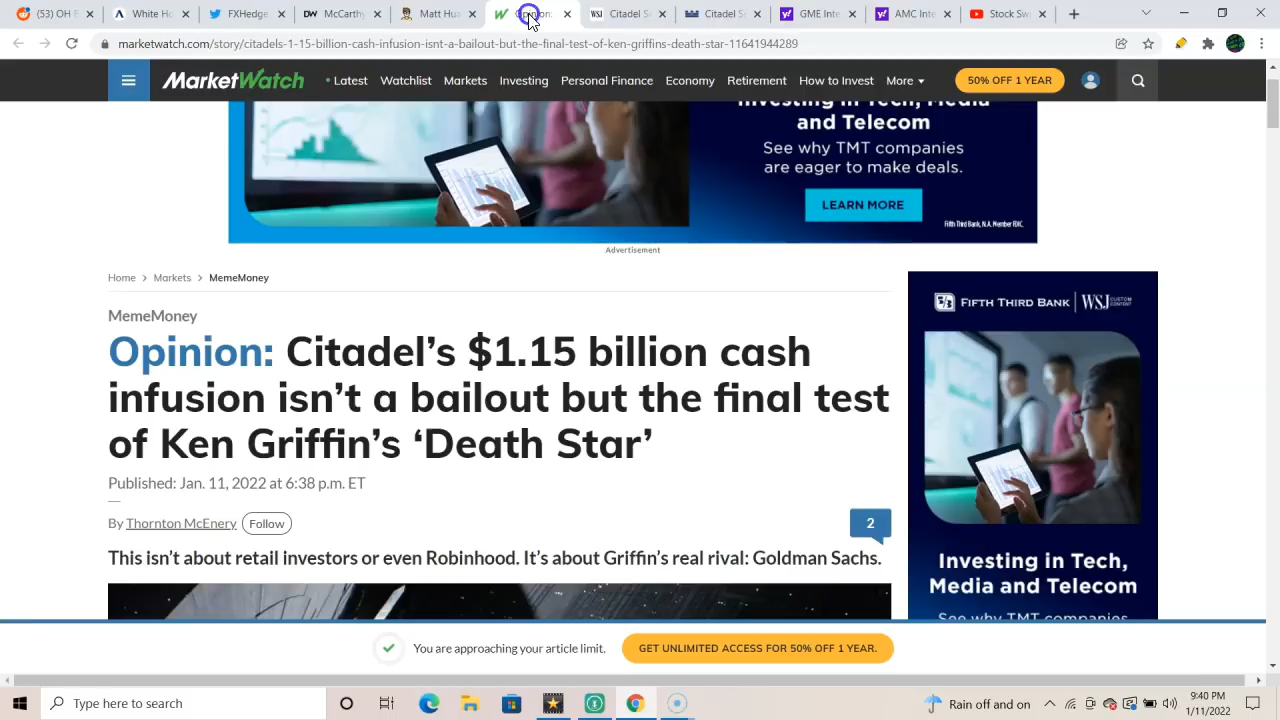 (53) OH
Watch
Meme
Matt H
Opinion:
Citadel S
Citadel S
AMC Inte
AMC Inte
Stock Sw
marketwatch.com/story/citadels-1-15-billion-cash-infusion-isnt-a-bailout-but-the-final-test-of-ken-griffins-death-star-11641944289
MarketWatch
Latest Watchlist Markets Investing Personal Finance Economy Retirement How to Invest More
50% OFF 1 YEAR
Investing in Tech, Media
and Telecom
See why TMT companies
are eager to make deals.
LEARN MORE
Fifth Third Bank, N.A. Member FDIC.
Advertisement
Home > Markets > MemeMoney
MemeMoney
Opinion: Citadel’s $1.15 billion cash
infusion isn’t a bailout but the final test
of Ken Griffin’s ‘Death Star’
Published: Jan. 11, 2022 at 6:38 p.m. ET
By Thornton McEnery Follow
2
This isn’t about retail investors or even Robinhood. It’s about Griffin’s real rival: Goldman Sachs.
FIFTH THIRD BANK | WSJ CUSTOM CONTENT
Investing in Tech,
Media and Telecom
See why TMT companies
You are approaching your article limit.
GET UNLIMITED ACCESS FOR 50% OFF 1 YEAR.
Type here to search
Rain off and on
9:40 PM
1/11/2022